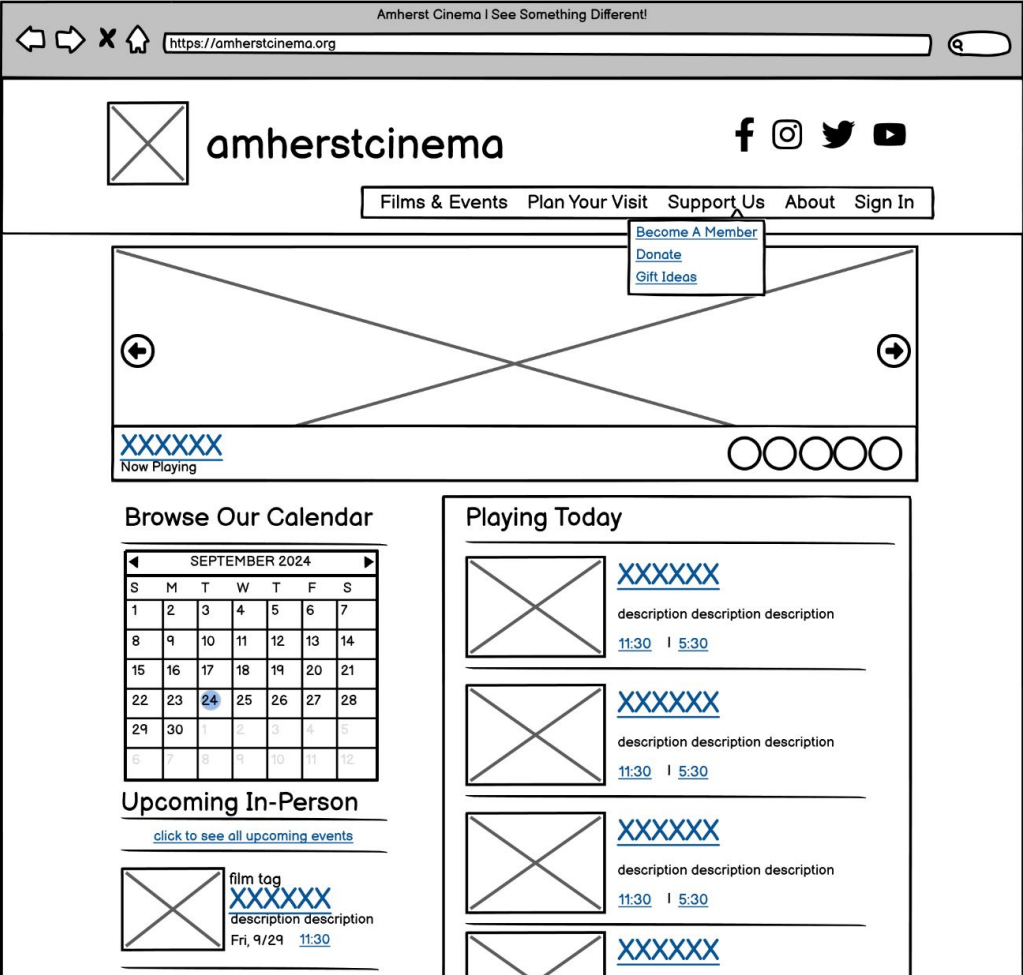 Amherst Cinema | See Something Different!
https://amherstcinema.org
amherstcinema
Films & Events Plan Your Visit Support Us About Sign In
Become A Member
Donate
Gift Ideas
XXXXXX
Now Playing
Browse Our Calendar
SEPTEMBER 2024
S M T W T F S
1 2 3 4 5 6 7
8 9 10 11 12 13 14
15 16 17 18 19 20 21
22 23 24 25 26 27 28
29 30 1 2 3 4 5
6 7 8 9 10 11 12
Upcoming In-Person
click to see all upcoming events
film tag
XXXXXX
description description
Fri, 9/29 11:30
Playing Today
XXXXXX
description description description
11:30 | 5:30
XXXXXX
description description description
11:30 | 5:30
XXXXXX
description description description
11:30 | 5:30
XXXXXX